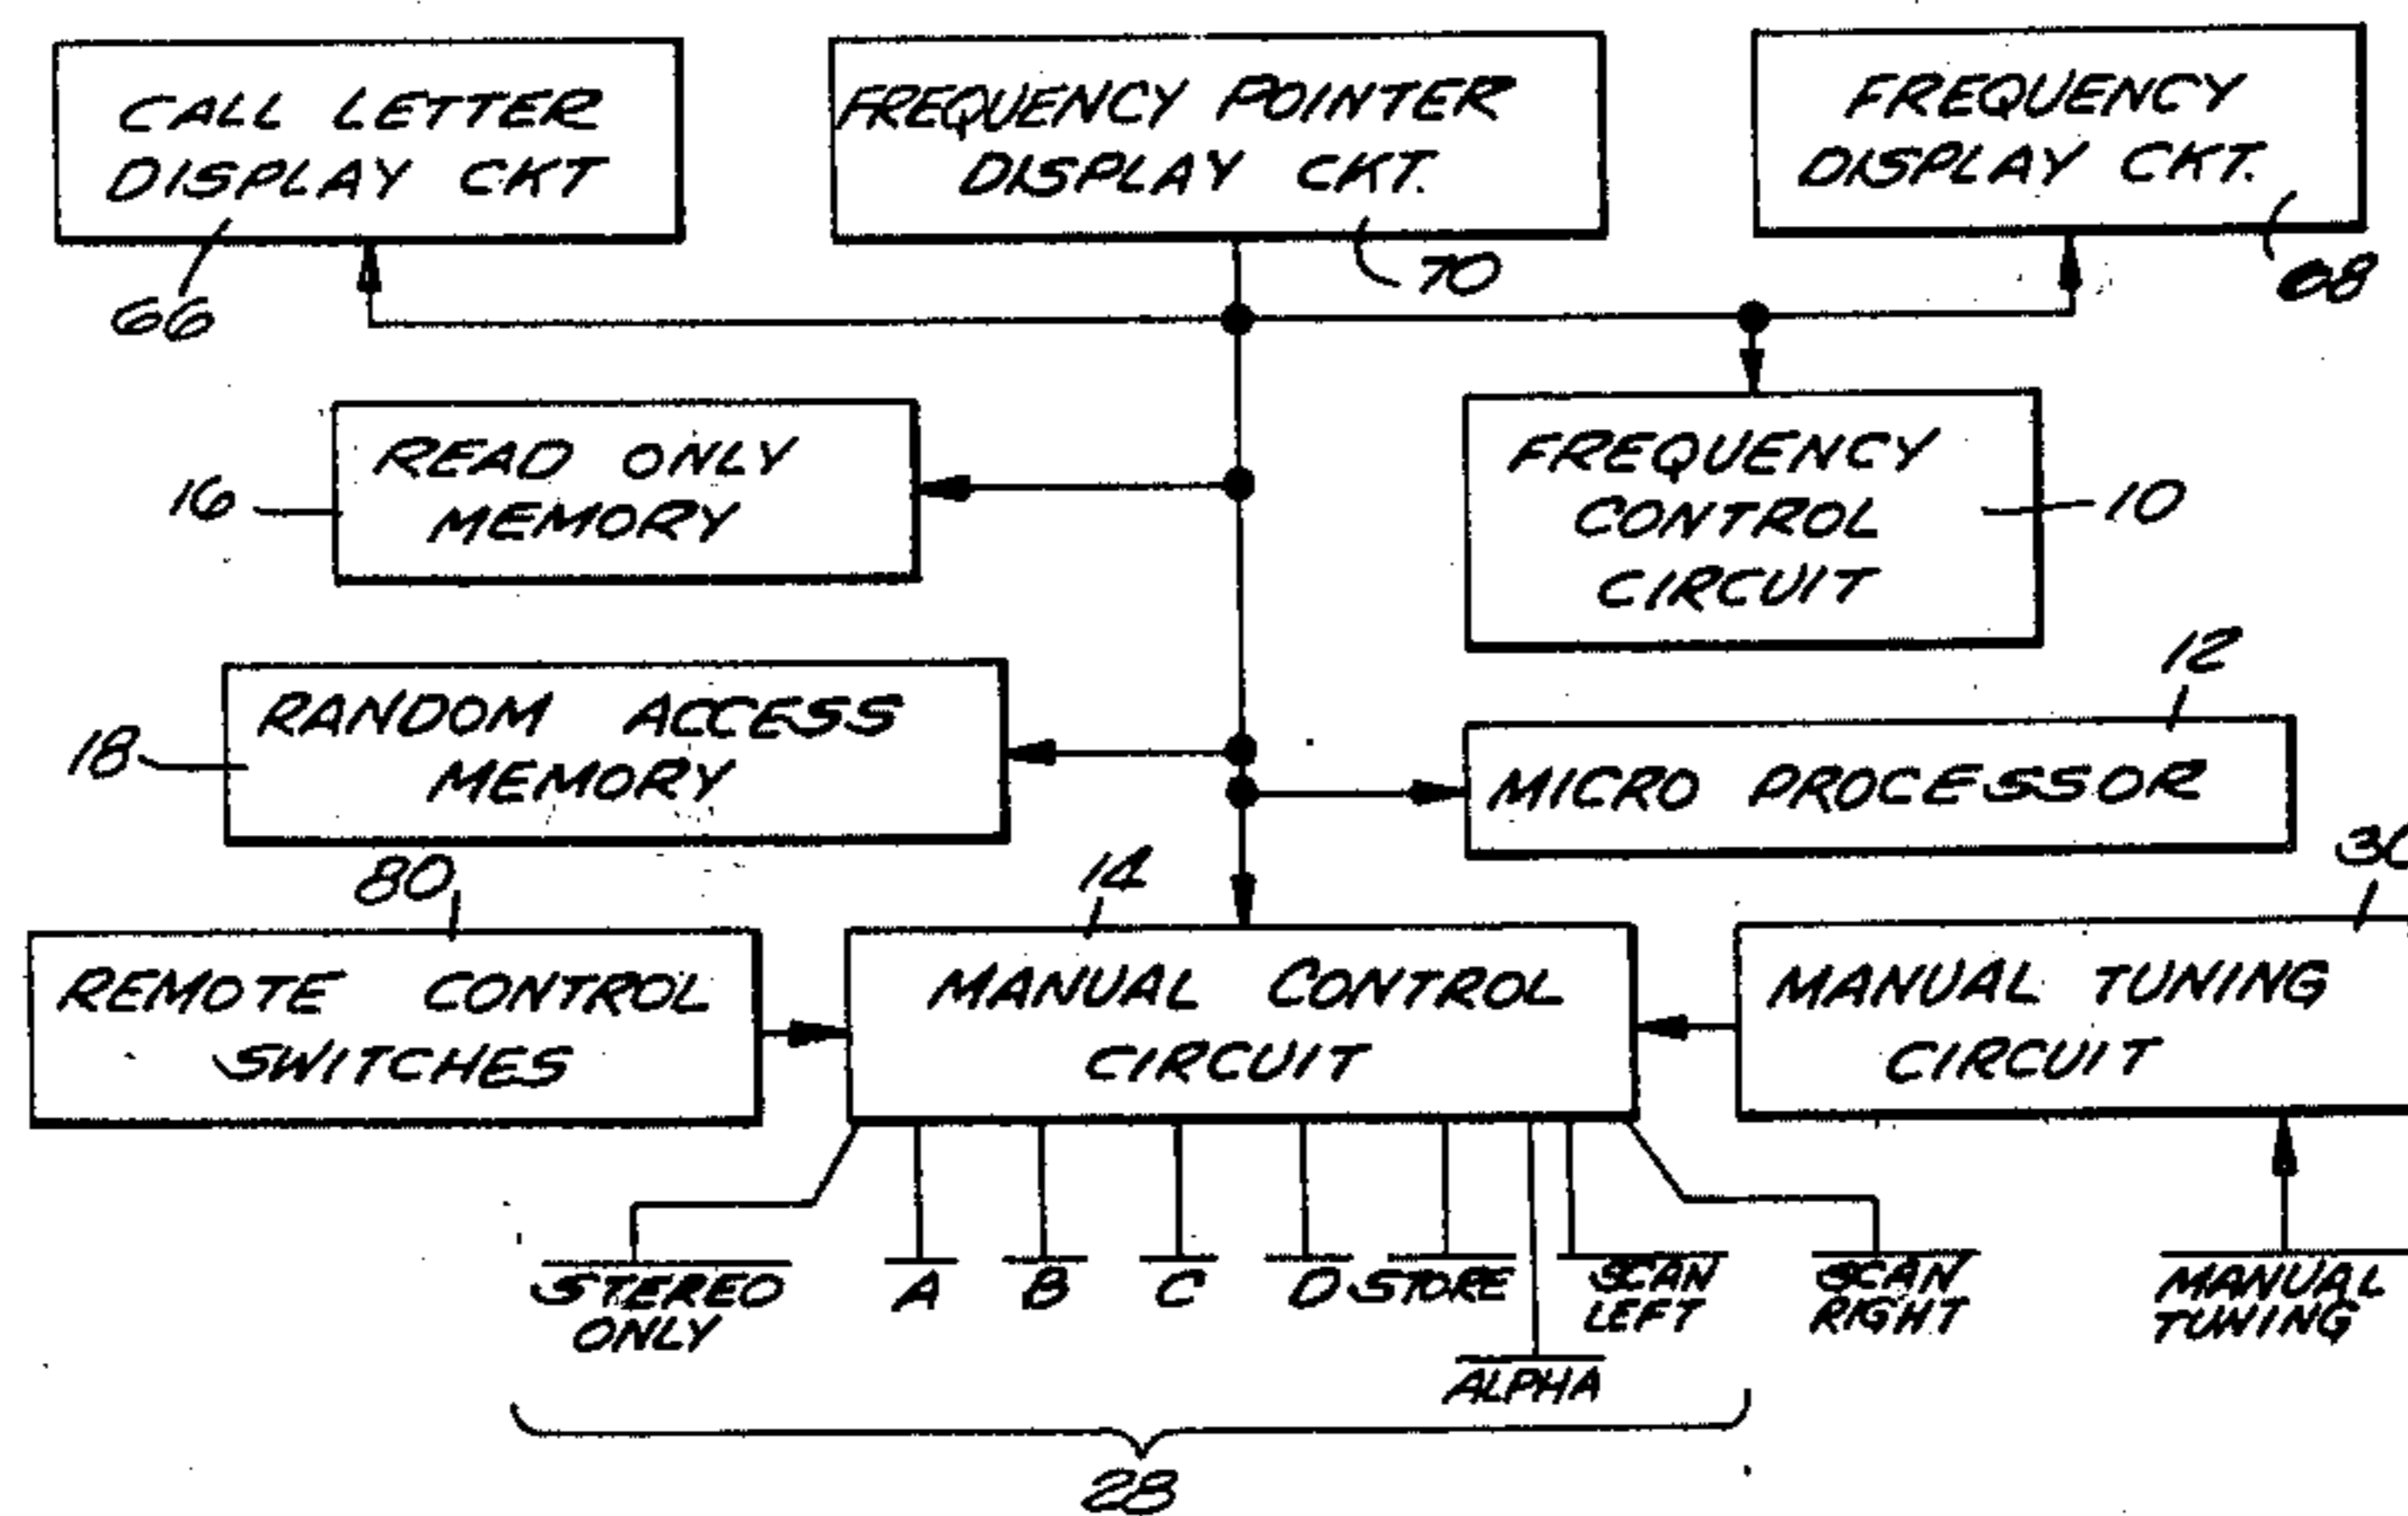 CALL LETTER
DISPLAY CKT
FREQUENCY POINTER
DISPLAY CKT.
FREQUENCY
DISPLAY CKT.
66
70
68
READ ONLY
MEMORY
16
FREQUENCY
CONTROL
CIRCUIT
10
RANDOM ACCESS
MEMORY
18
12
MICRO PROCESSOR
80
14
30
REMOTE CONTROL
SWITCHES
MANUAL CONTROL
CIRCUIT
MANUAL TUNING
CIRCUIT
STEREO
ONLY
A
B
C
D
STORE
ALPHA
SCAN
LEFT
SCAN
RIGHT
MANUAL
TUNING
28